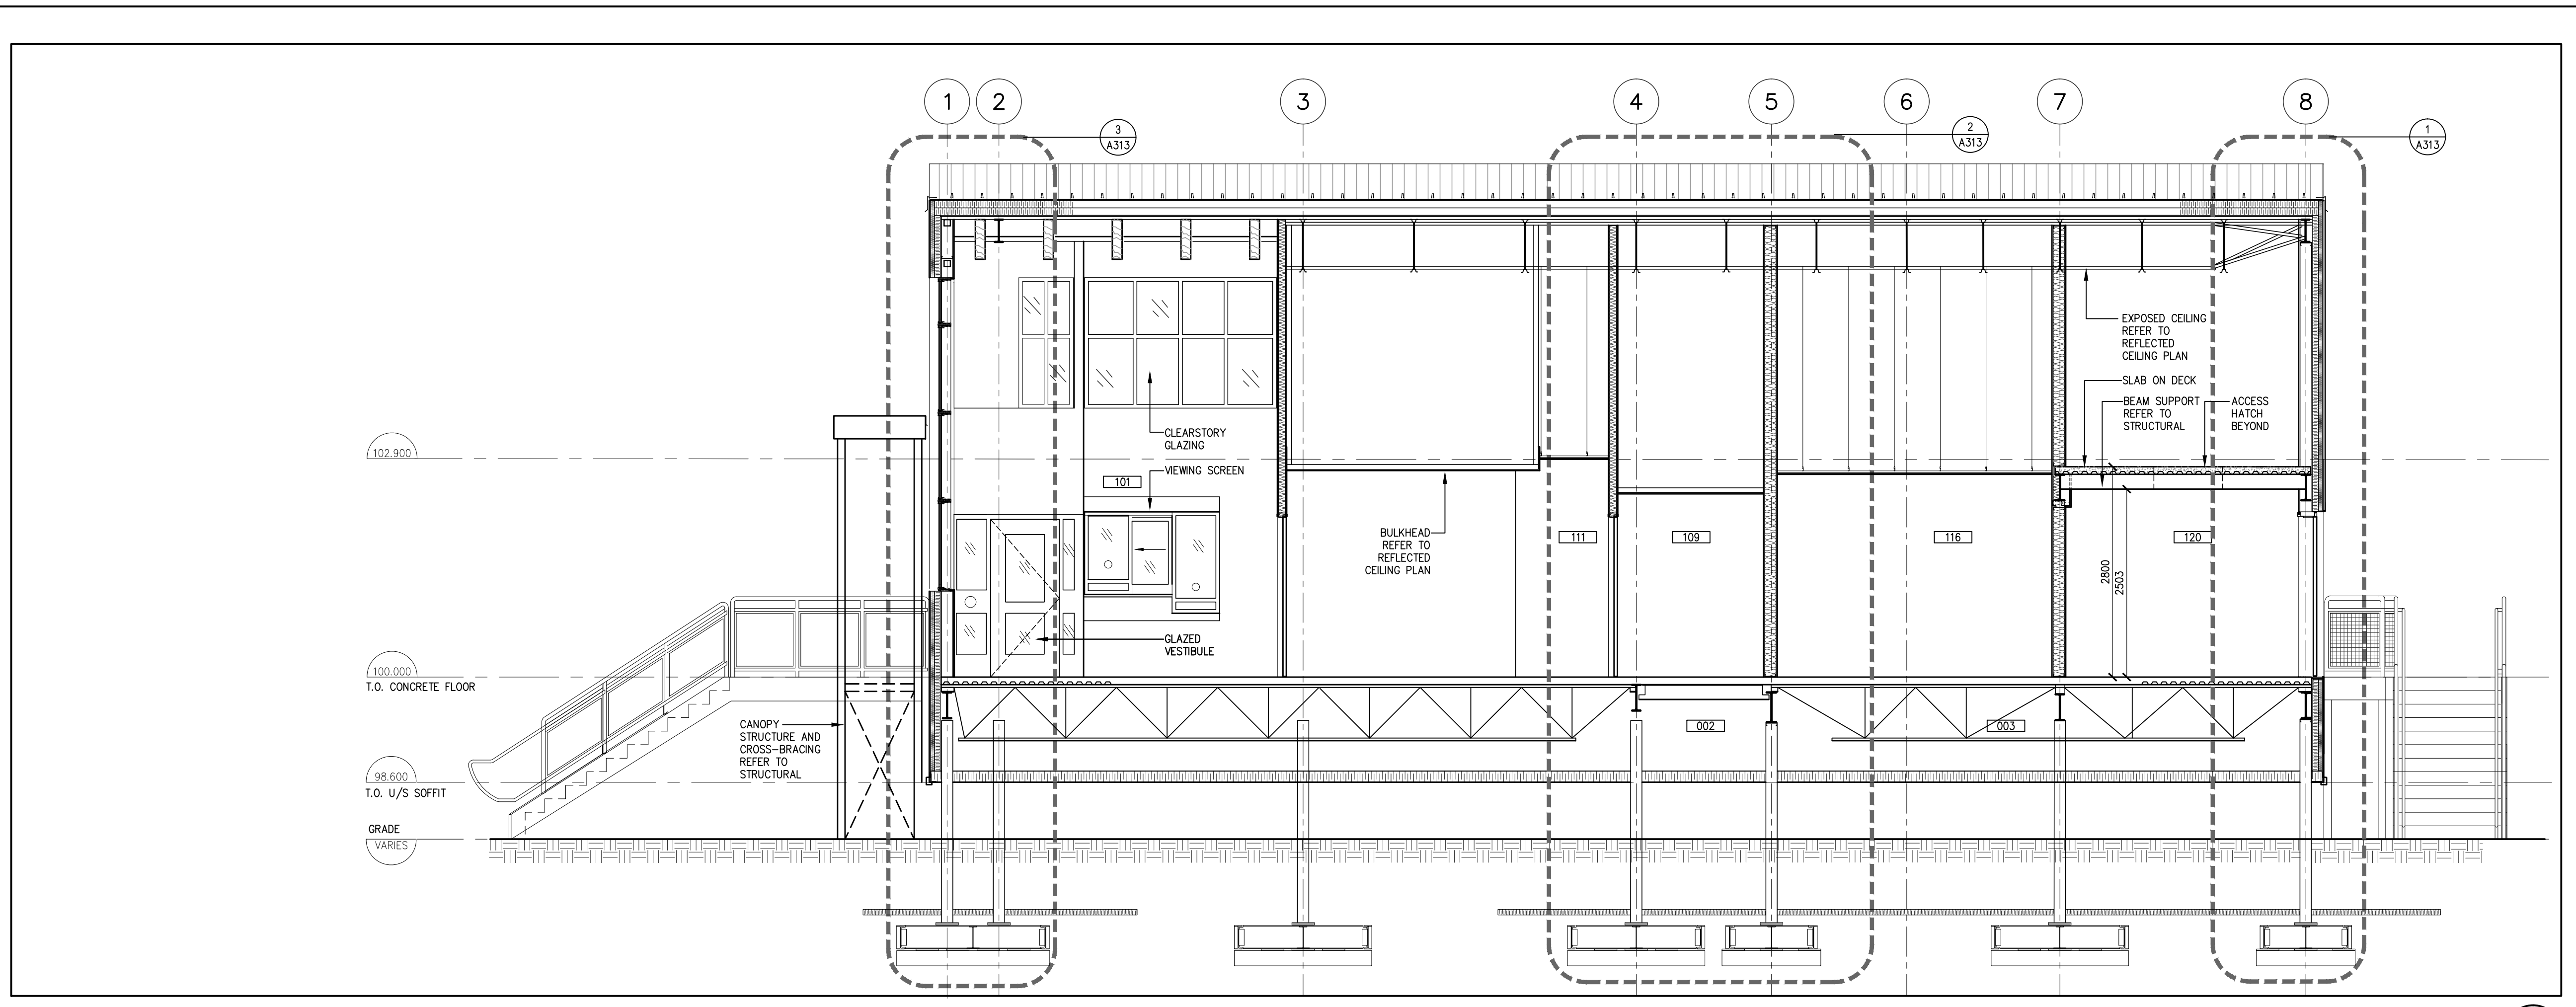 1 2 3 4 5 6 7 8
3
A313
2
A313
1
A313
EXPOSED CEILING
REFER TO
REFLECTED
CEILING PLAN
SLAB ON DECK
BEAM SUPPORT
REFER TO
STRUCTURAL
ACCESS
HATCH
BEYOND
CLEARSTORY
GLAZING
102.900
VIEWING SCREEN
101
BULKHEAD
REFER TO
REFLECTED
CEILING PLAN
111
109
116
120
2800
2503
GLAZED
VESTIBULE
100.000
T.O. CONCRETE FLOOR
CANOPY
STRUCTURE AND
CROSS-BRACING
REFER TO
STRUCTURAL
002
003
98.600
T.O. U/S SOFFIT
GRADE
VARIES